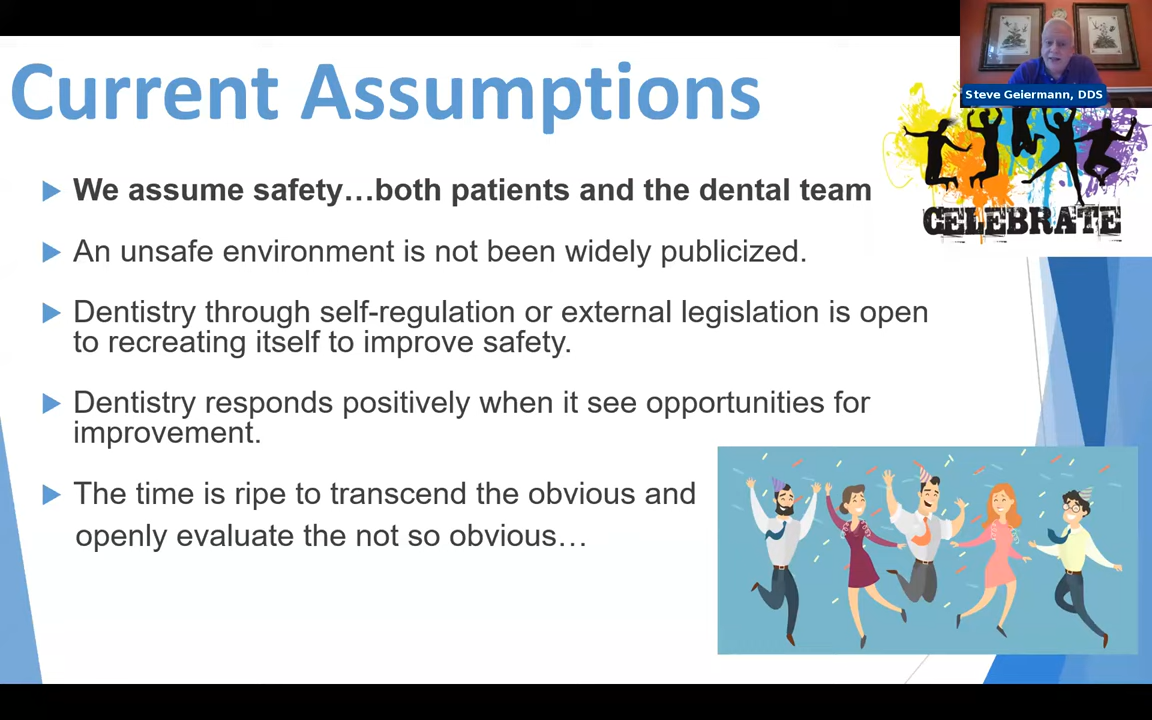 Current Assumptions
Steve Geiermann, DDS
CELEBRATE
We assume safety…both patients and the dental team
An unsafe environment is not been widely publicized.
Dentistry through self-regulation or external legislation is open
to recreating itself to improve safety.
Dentistry responds positively when it see opportunities for
improvement.
The time is ripe to transcend the obvious and
openly evaluate the not so obvious…